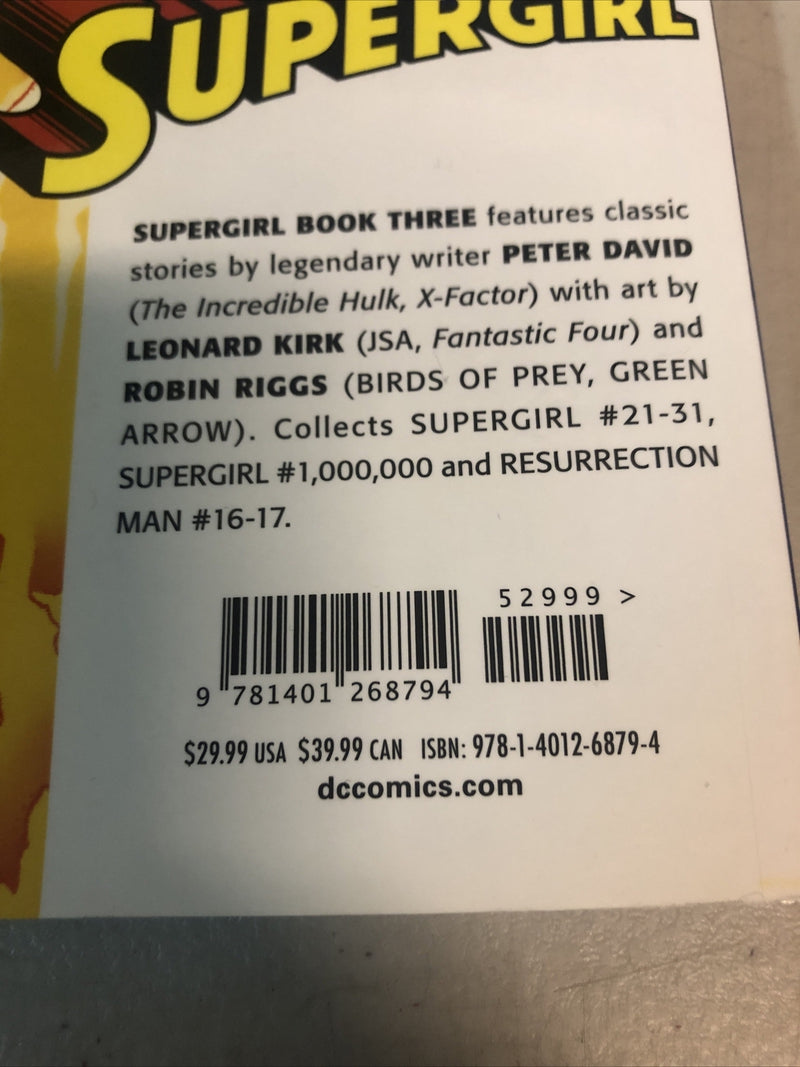 SUPERGIRL
SUPERGIRL BOOK THREE features classic
stories by legendary writer PETER DAVID
(The Incredible Hulk, X-Factor) with art by
LEONARD KIRK (JSA, Fantastic Four) and
ROBIN RIGGS (BIRDS OF PREY, GREEN
ARROW). Collects SUPERGIRL #21-31,
SUPERGIRL #1,000,000 and RESURRECTION
MAN #16-17.
52999 >
9 781401 268794
$29.99 USA $39.99 CAN ISBN: 978-1-4012-6879-4
dccomics.com